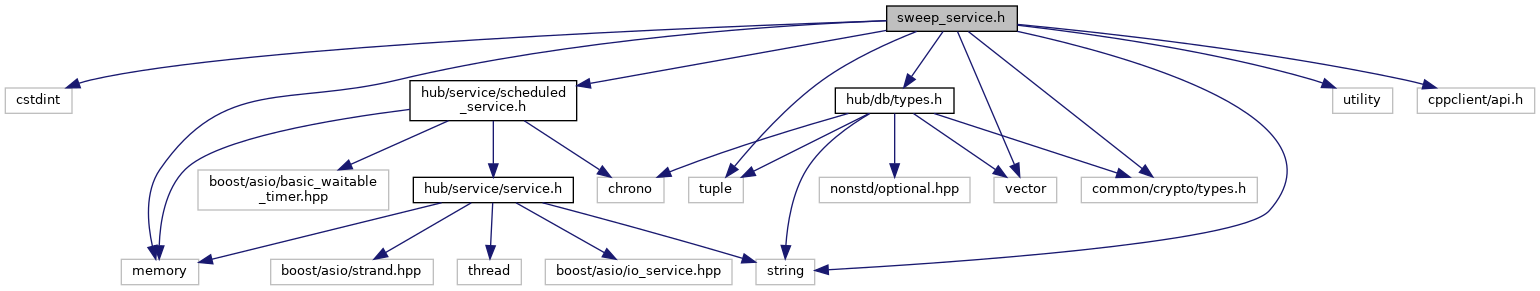 sweep_service.h
cstdint
hub/service/scheduled
_service.h
hub/db/types.h
utility
cppclient/api.h
boost/asio/basic_waitable
_timer.hpp
hub/service/service.h
chrono
tuple
nonstd/optional.hpp
vector
common/crypto/types.h
memory
boost/asio/strand.hpp
thread
boost/asio/io_service.hpp
string